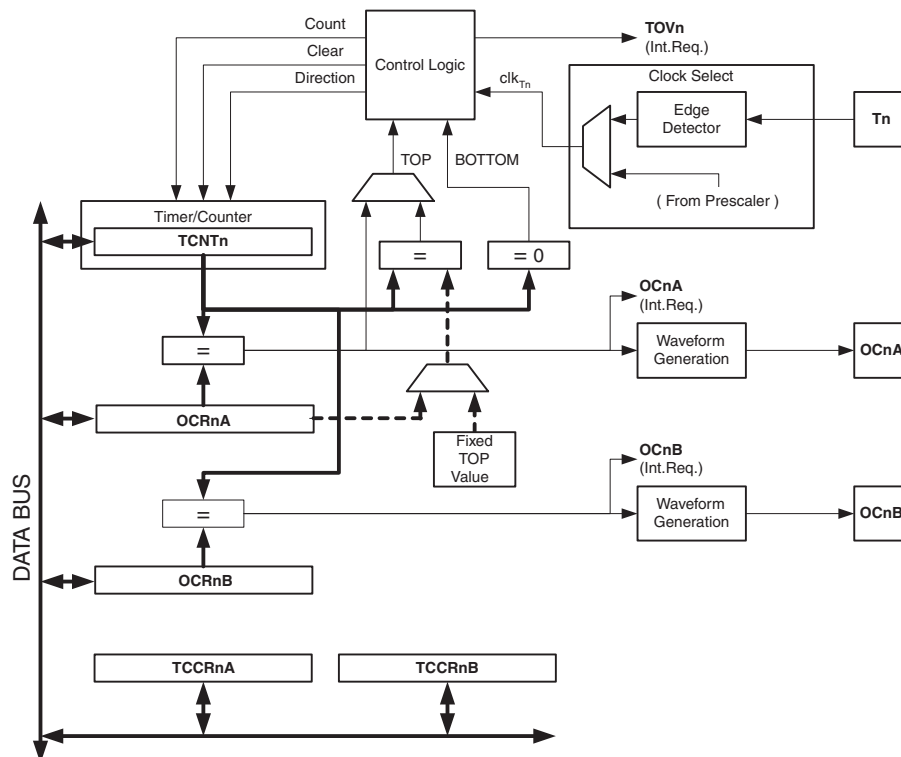 Count
Clear
Direction
Control Logic
TOVn
(Int.Req.)
clkTn
Clock Select
Edge
Detector
Tn
( From Prescaler )
TOP
BOTTOM
Timer/Counter
TCNTn
=
= 0
OCnA
(Int.Req.)
=
Waveform
Generation
OCnA
OCRnA
Fixed
TOP
Value
OCnB
(Int.Req.)
=
Waveform
Generation
OCnB
OCRnB
DATA BUS
TCCRnA
TCCRnB